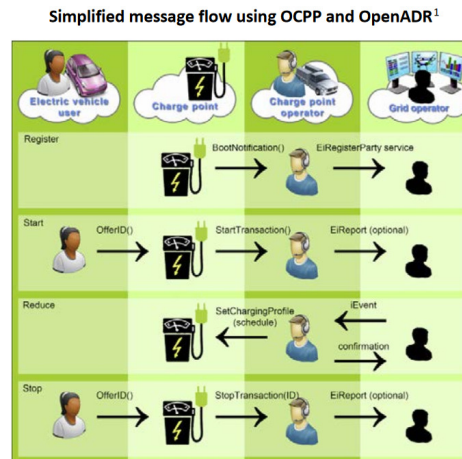 Simplified message flow using OCPP and OpenADR1
Electric vehicle
user
Charge point
Charge point
operator
Grid operator
Register
BootNotification()
EiRegisterParty service
Start
OfferID()
StartTransaction()
EiReport (optional)
Reduce
SetChargingProfile
(schedule)
iEvent
confirmation
Stop
OfferID()
StopTransaction(ID)
EiReport (optional)